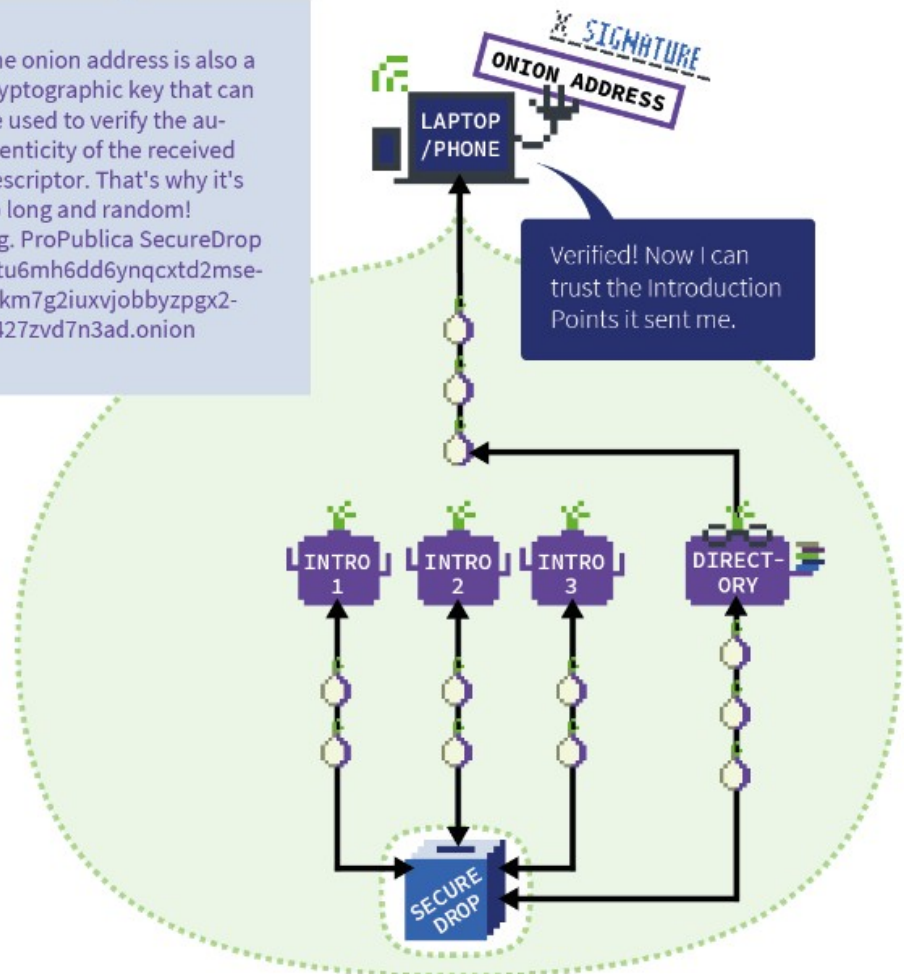 ne onion address is also a
yptographic key that can
e used to verify the au-
enticity of the received
escriptor. That's why it's
long and random!
g. ProPublica SecureDrop
tu6mh6dd6ynqcxtd2mse-
km7g2iuxvjobbyzpgx2-
427zvd7n3ad.onion
X SIGNATURE
ONION ADDRESS
LAPTOP
/PHONE
Verified! Now I can
trust the Introduction
Points it sent me.
INTRO
1
INTRO
2
INTRO
3
DIRECT-
ORY
SECURE
DROP